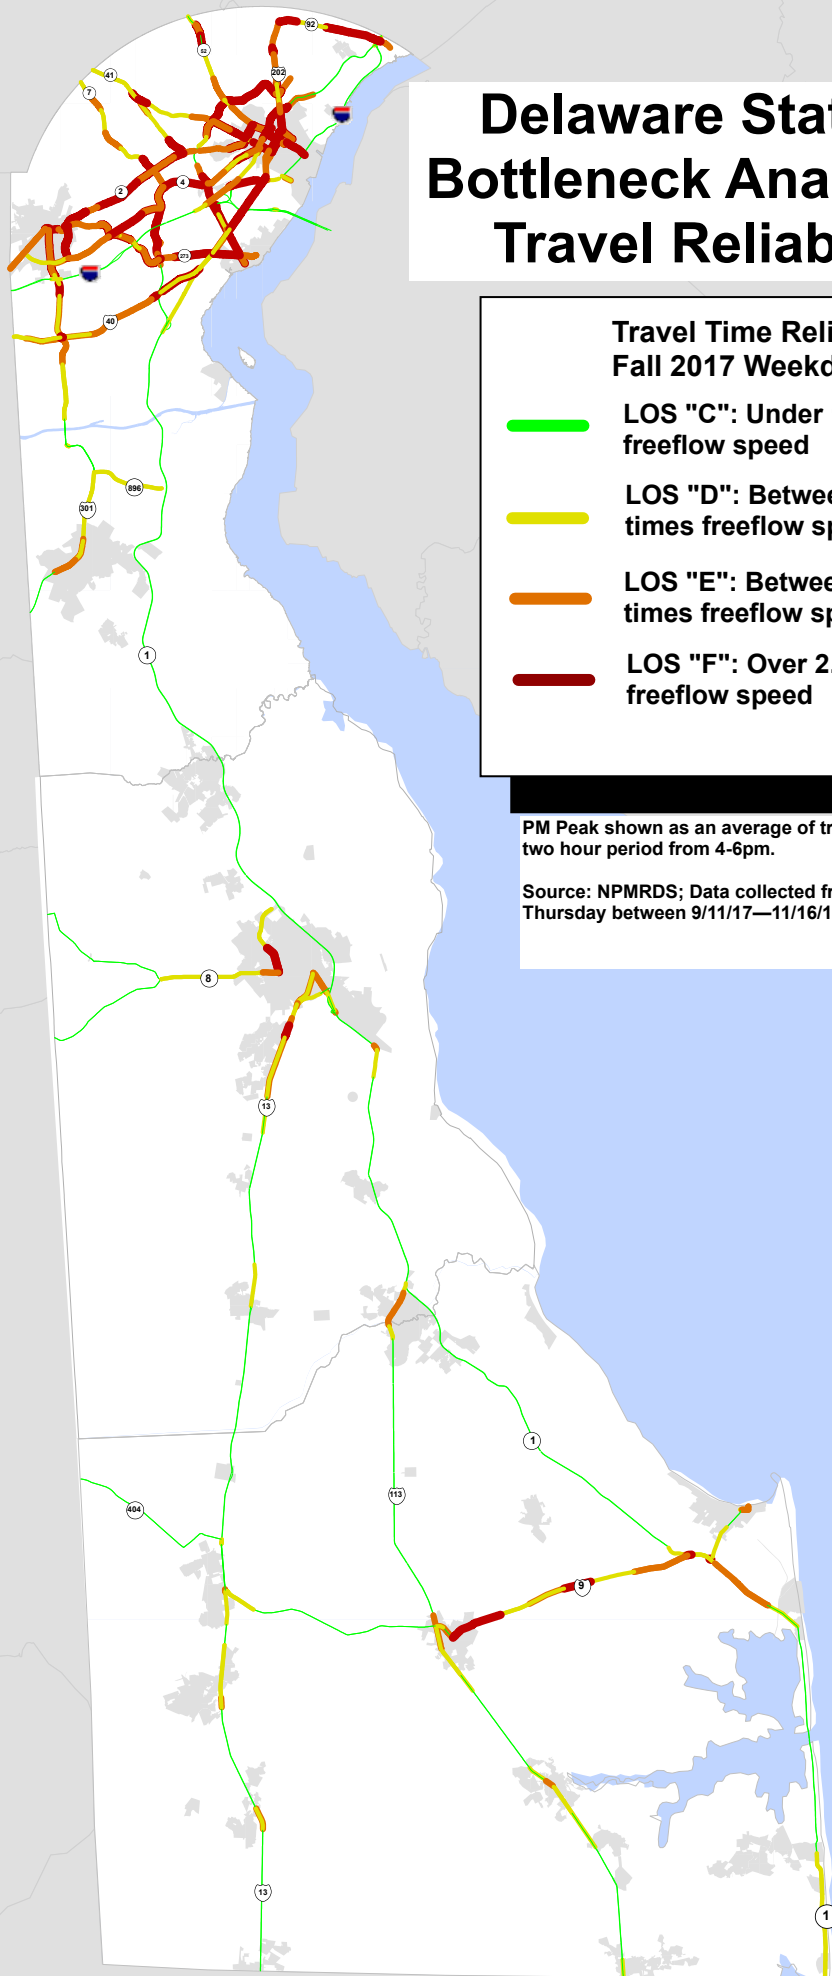 Delaware Stat
Bottleneck Ana
Travel Reliab
Travel Time Reli
Fall 2017 Weekd
LOS "C": Under
freeflow speed
LOS "D": Betwee
times freeflow sp
LOS "E": Betwee
times freeflow sp
LOS "F": Over 2.
freeflow speed
PM Peak shown as an average of tr
two hour period from 4-6pm.
Source: NPMRDS; Data collected fr
Thursday between 9/11/17—11/16/1
92
52
202
41
7
2
4
273
40
896
301
1
8
13
1
113
404
9
13
1